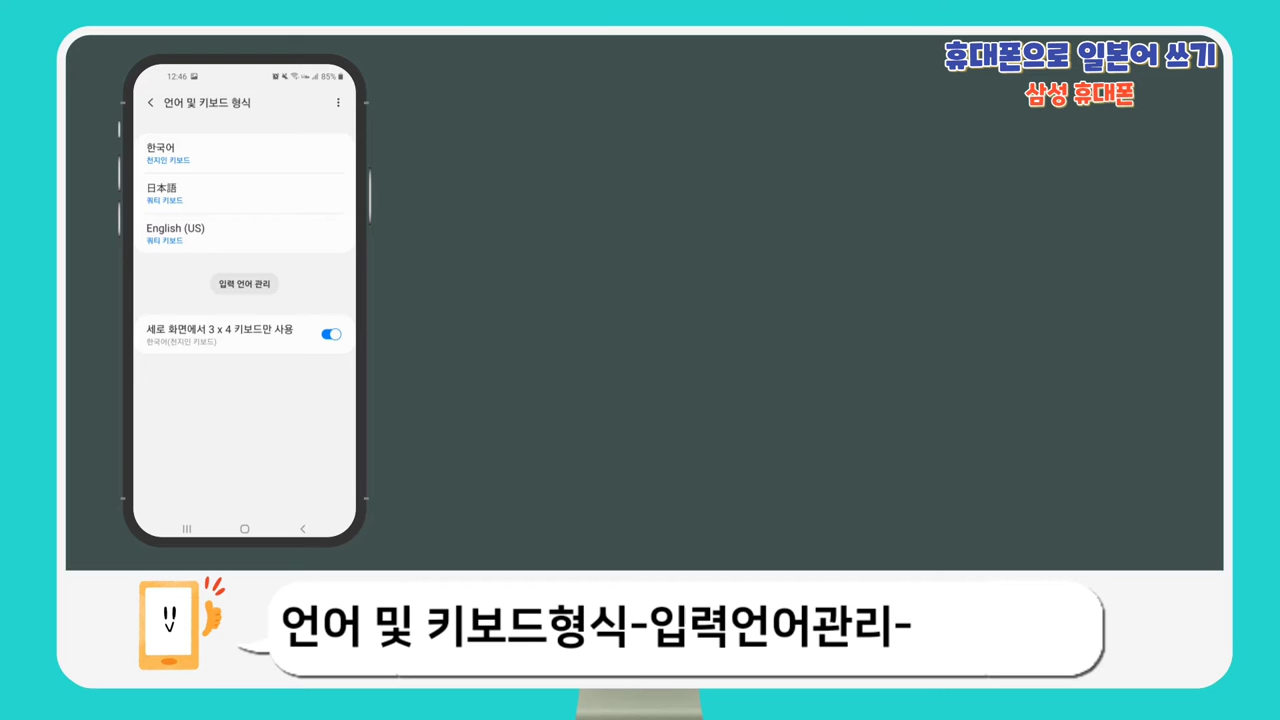 휴대폰으로 일본어 쓰기
삼성 휴대폰
12:46
85%
언어 및 키보드 형식
한국어
천지인 키보드
日本語
쿼티 키보드
English (US)
쿼티 키보드
입력 언어 관리
세로 화면에서 3 x 4 키보드만 사용
한국어(천지인 키보드)
언어 및 키보드형식-입력언어관리-